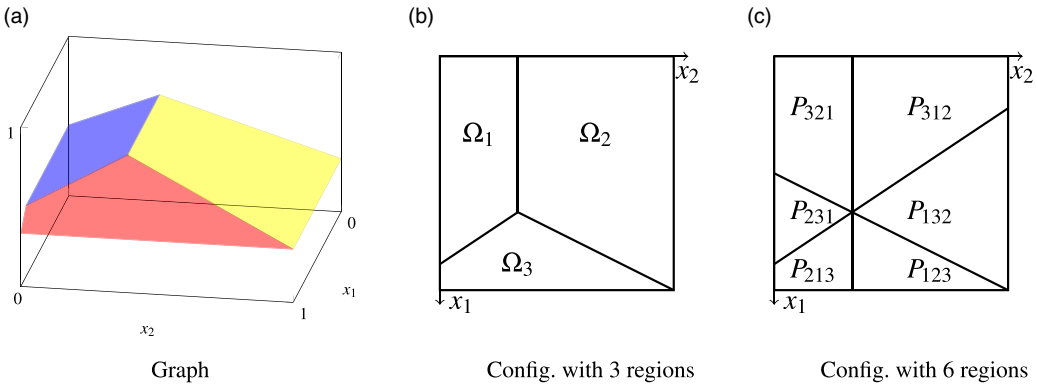 (a)
1
0
x₂
1
x₁
0
Graph
(b)
x₂
Ω₁
Ω₂
Ω₃
x₁
Config. with 3 regions
(c)
x₂
P₃₂₁
P₃₁₂
P₂₃₁
P₁₃₂
P₂₁₃
P₁₂₃
x₁
Config. with 6 regions